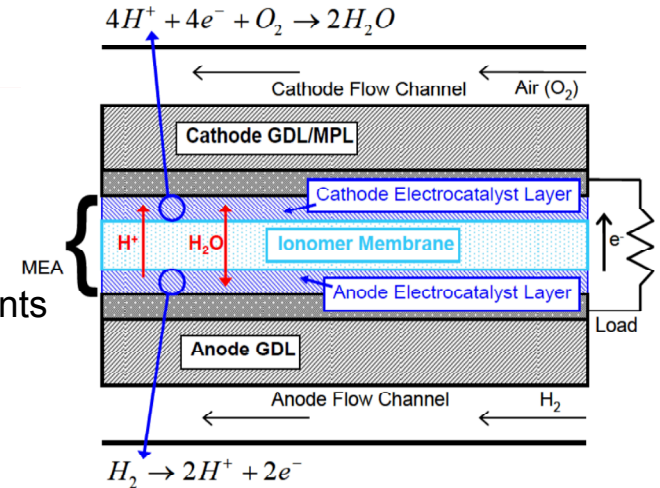 4H⁺ + 4e⁻ + O₂ → 2H₂O
Cathode Flow Channel
Air (O₂)
Cathode GDL/MPL
Cathode Electrocatalyst Layer
H⁺
H₂O
Ionomer Membrane
e⁻
MEA
Anode Electrocatalyst Layer
nts
Load
Anode GDL
Anode Flow Channel
H₂
H₂ → 2H⁺ + 2e⁻